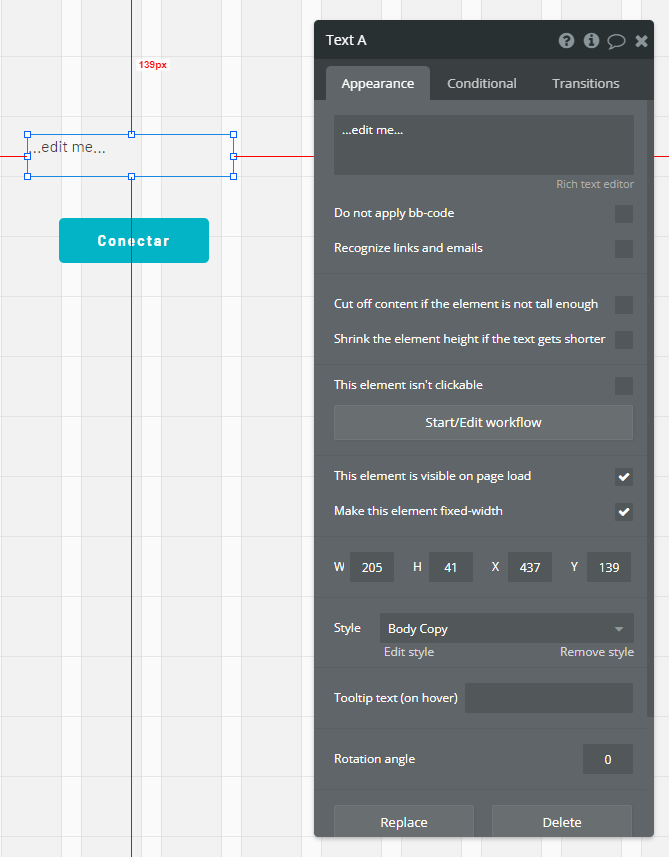 139px
...edit me...
Conectar
Text A
Appearance Conditional Transitions
...edit me...
Rich text editor
Do not apply bb-code
Recognize links and emails
Cut off content if the element is not tall enough
Shrink the element height if the text gets shorter
This element isn't clickable
Start/Edit workflow
This element is visible on page load
Make this element fixed-width
W 205 H 41 X 437 Y 139
Style Body Copy
Edit style Remove style
Tooltip text (on hover)
Rotation angle 0
Replace Delete